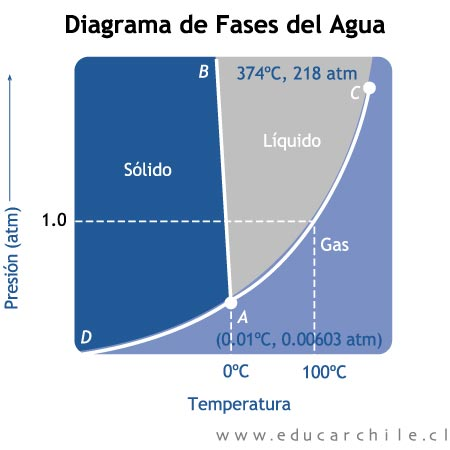 Diagrama de Fases del Agua
B
374ºC, 218 atm
C
Líquido
Sólido
1.0
Gas
Presión (atm)
A
D
(0.01ºC, 0.00603 atm)
0ºC
100ºC
Temperatura
www.educarchile.cl